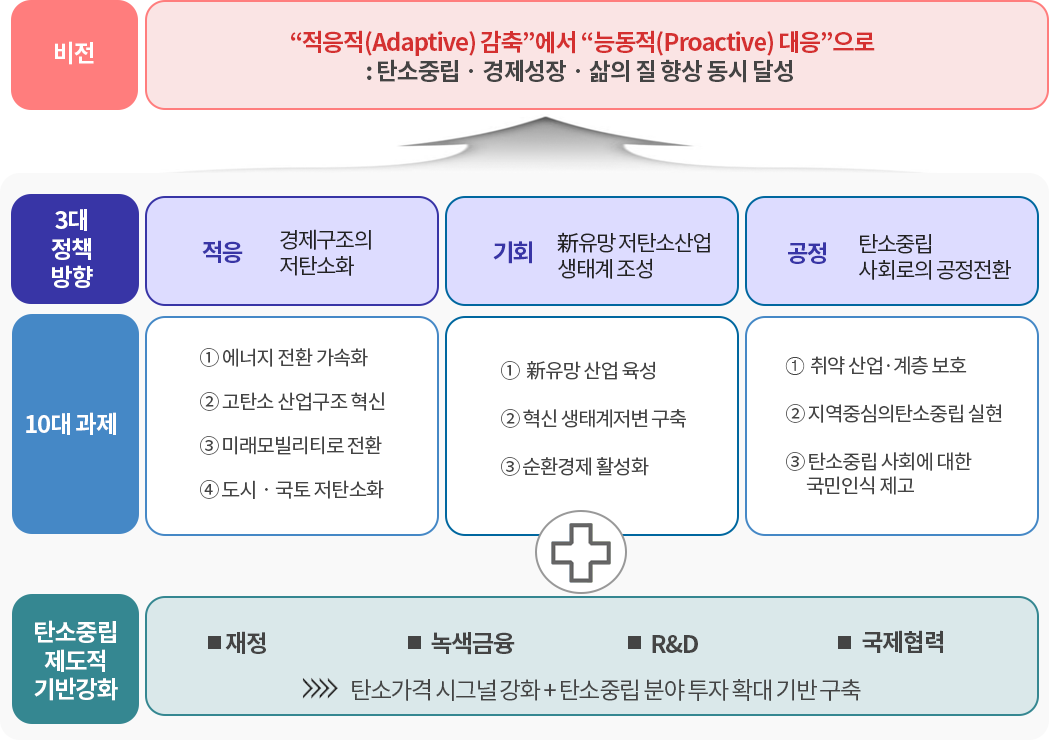 비전
“적응적(Adaptive) 감축”에서 “능동적(Proactive) 대응”으로
: 탄소중립 · 경제성장 · 삶의 질 향상 동시 달성
3대
정책
방향
적응
경제구조의
저탄소화
기회
新유망 저탄소산업
생태계 조성
공정
탄소중립
사회로의 공정전환
10대 과제
① 에너지 전환 가속화
② 고탄소 산업구조 혁신
③ 미래모빌리티로 전환
④ 도시 · 국토 저탄소화
① 新유망 산업 육성
② 혁신 생태계저변 구축
③ 순환경제 활성화
① 취약 산업·계층 보호
② 지역중심의탄소중립 실현
③ 탄소중립 사회에 대한
국민인식 제고
탄소중립
제도적
기반강화
■ 재정
■ 녹색금융
■ R&D
■ 국제협력
탄소가격 시그널 강화 + 탄소중립 분야 투자 확대 기반 구축